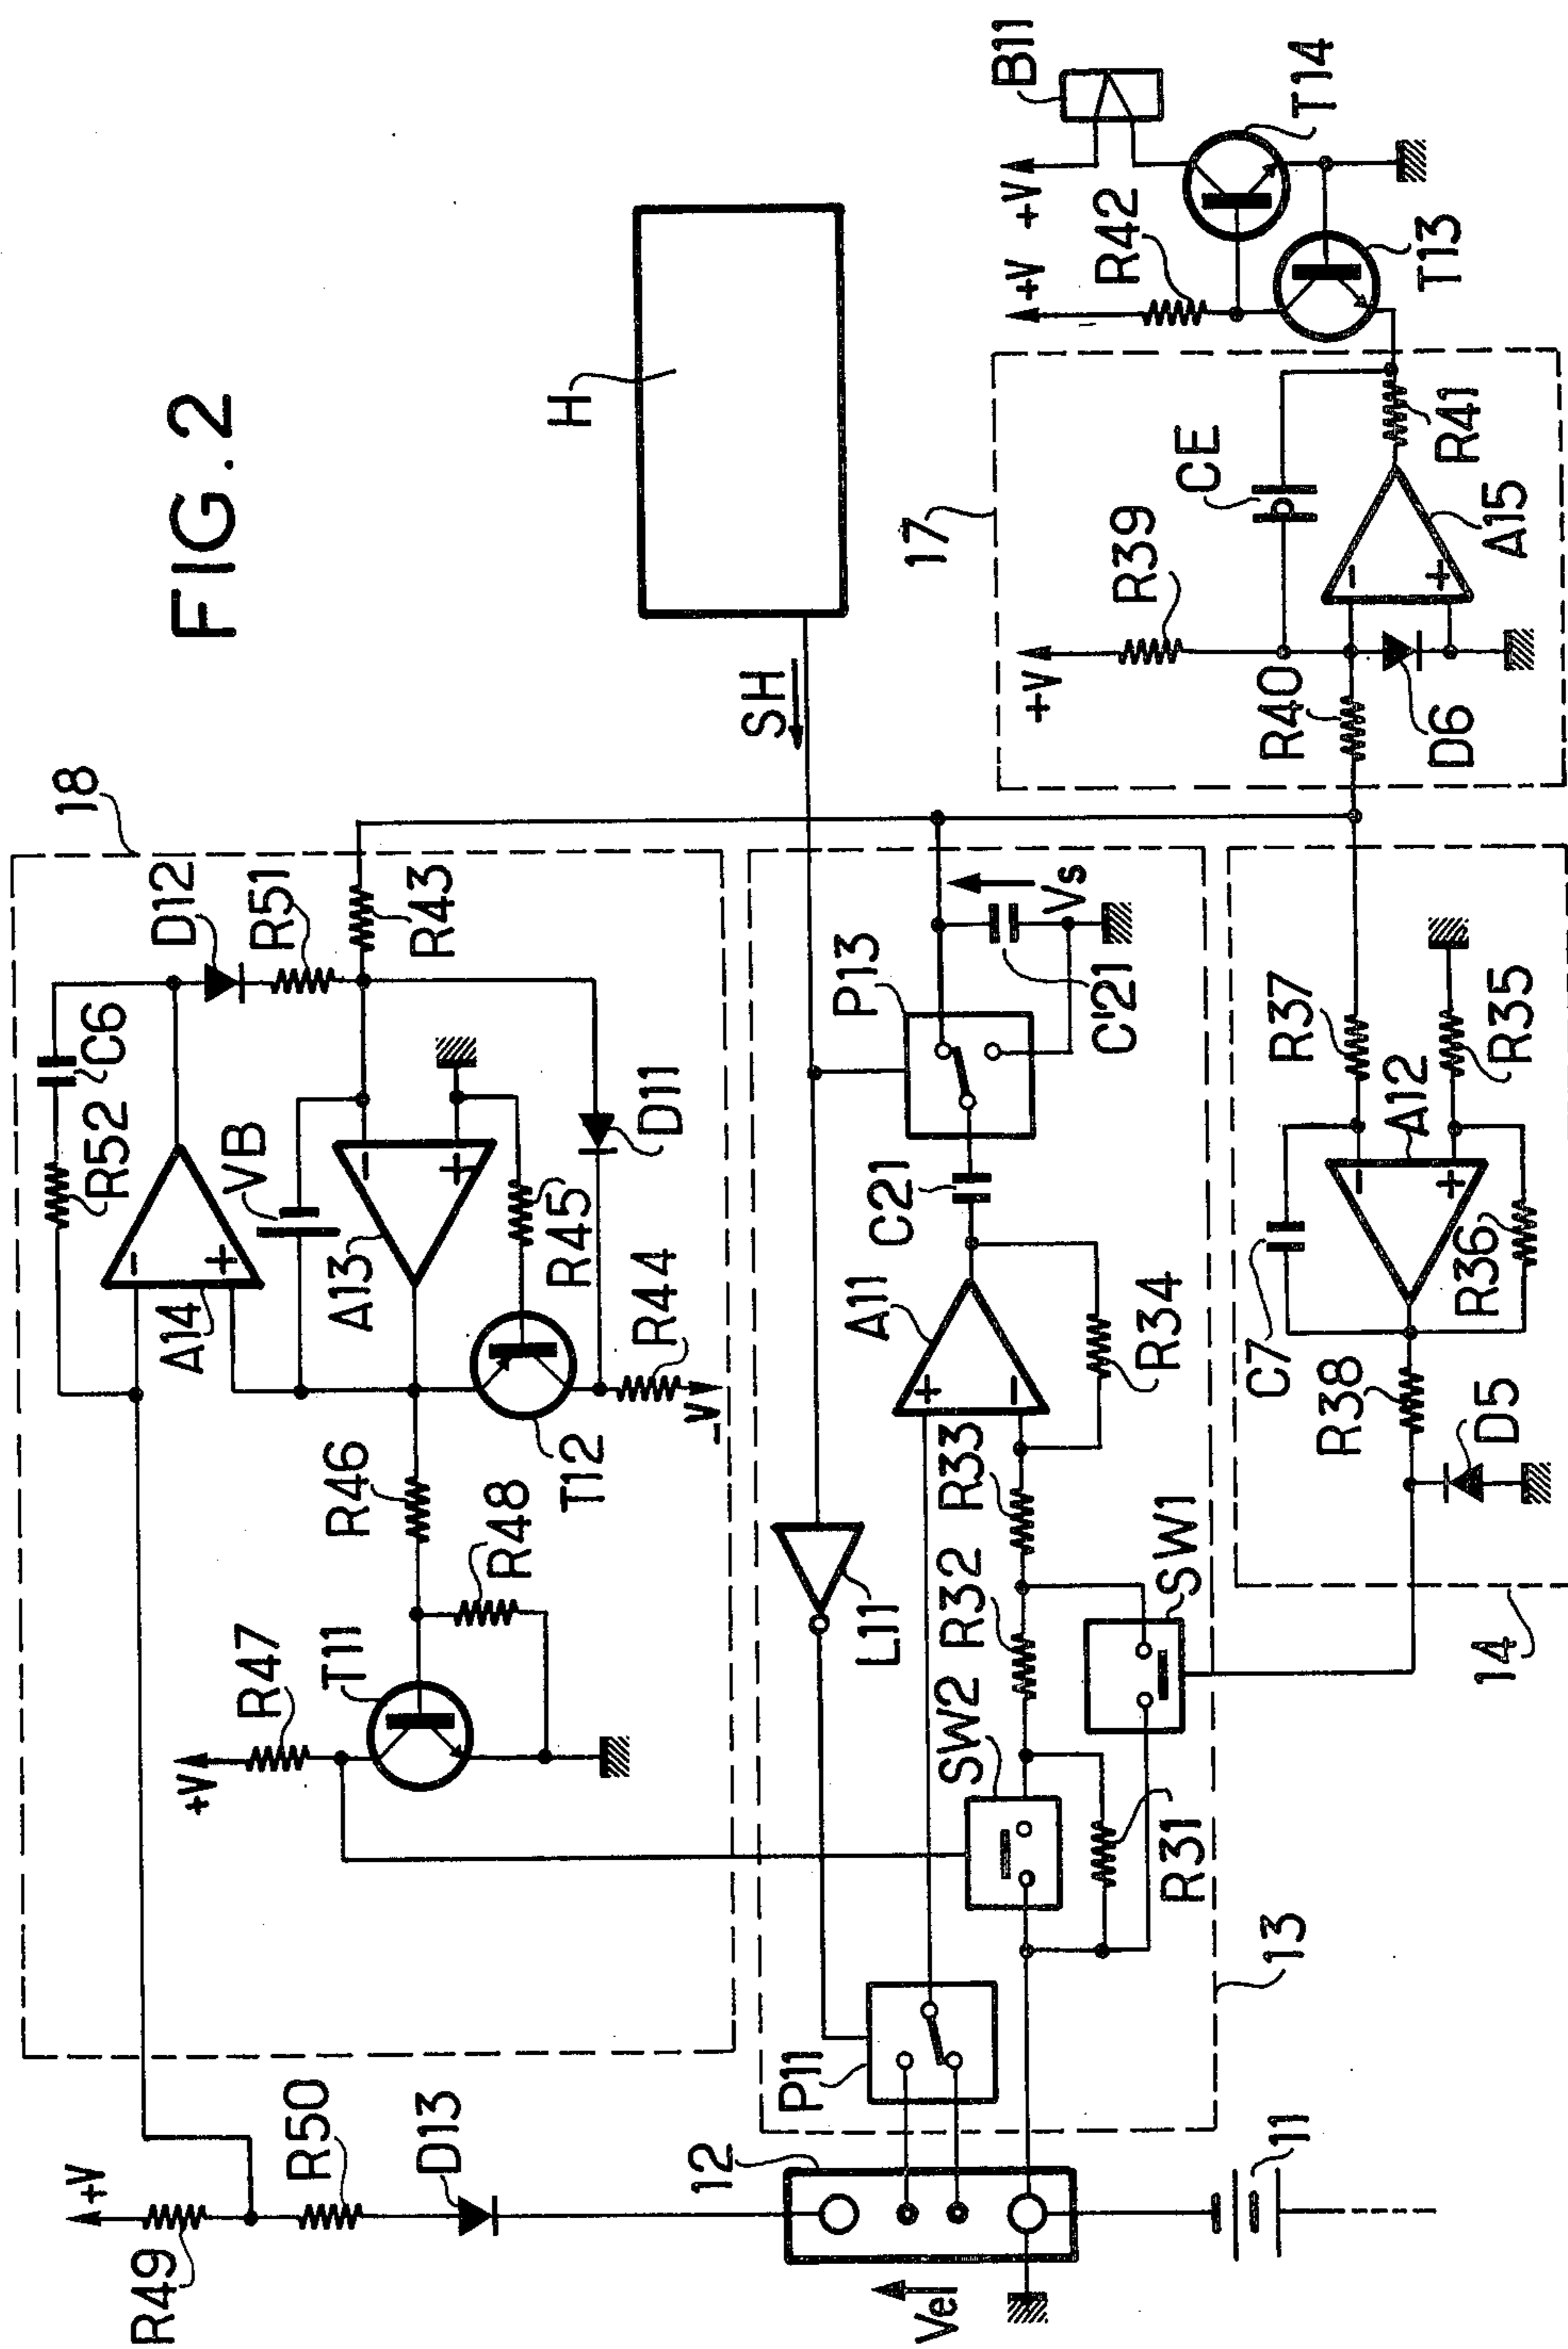 FIG.2
18
D12
R51
C6
R52
R43
VB
A14
A13
R45
D11
R44
-V
T12
R46
R48
R47
T11
+V
H
SH
P13
Vs
C'21
C21
A11
R34
R33
R32
L11
SW2
SW1
R31
P11
13
+V
R49
R50
D13
12
Vel
11
B11
+V
+V
R42
T14
T13
17
CE
R39
+V
R40
R41
A15
D6
R37
R35
A12
R36
C7
R38
D5
14
+
-
+
-
+
-
+
-
+
-